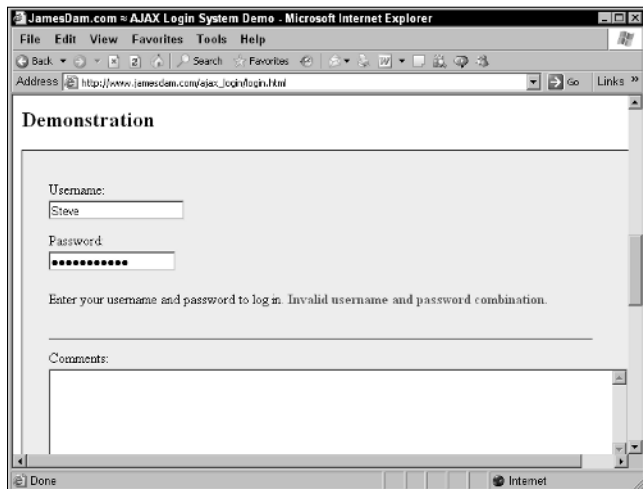 JamesDam.com ≈ AJAX Login System Demo - Microsoft Internet Explorer
File Edit View Favorites Tools Help
Back Search Favorites
Address http://www.jamesdam.com/ajax_login/login.html Go Links »
Demonstration
Username:
Steve
Password:
•••••••••••
Enter your username and password to log in. Invalid username and password combination.
Comments:
Done Internet